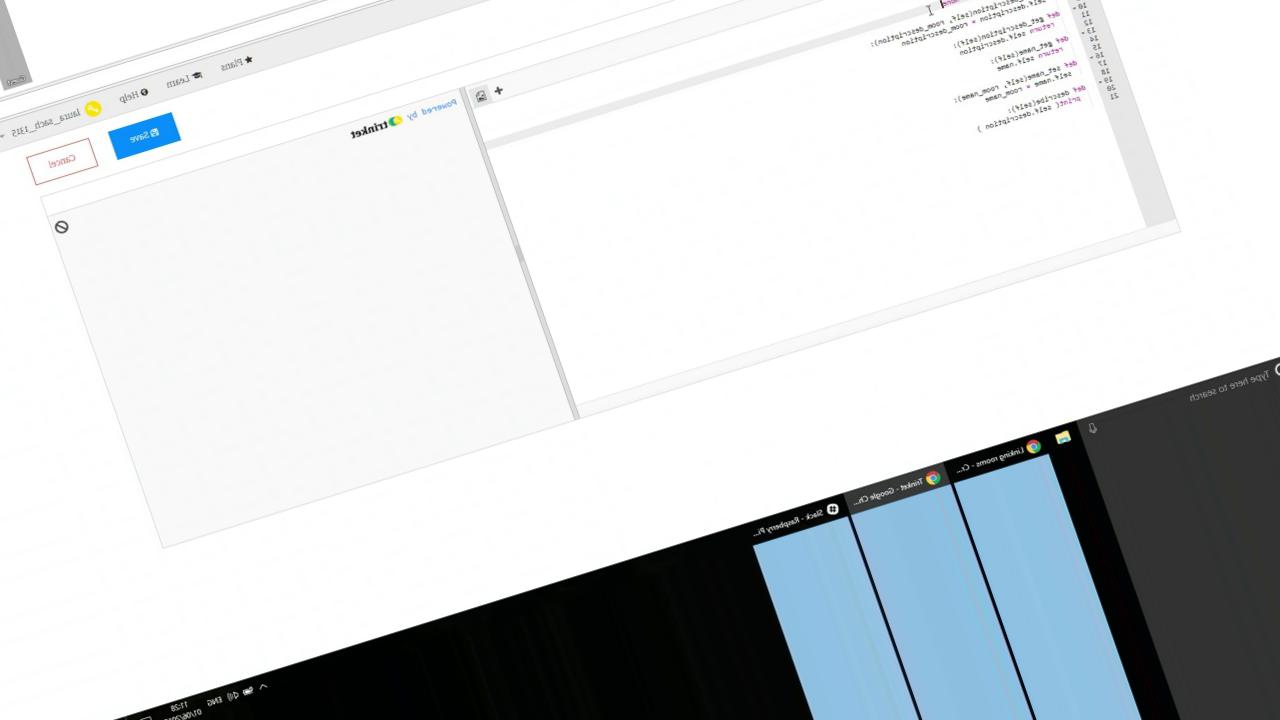 Plans
Learn
Help
laura_sach_1315
Save
Cancel
Powered by trinket
10
11
12
13
14
15
16
17
18
19
20
21
self.description = room_description
def get_description(self):
return self.description
def get_name(self):
return self.name
def set_name(self, room_name):
self.name = room_name
def describe(self):
print( self.description )
Type here to search
Linking rooms - Cr...
Trinket - Google Ch...
Slack - Raspberry Pi...
ENG
11:28